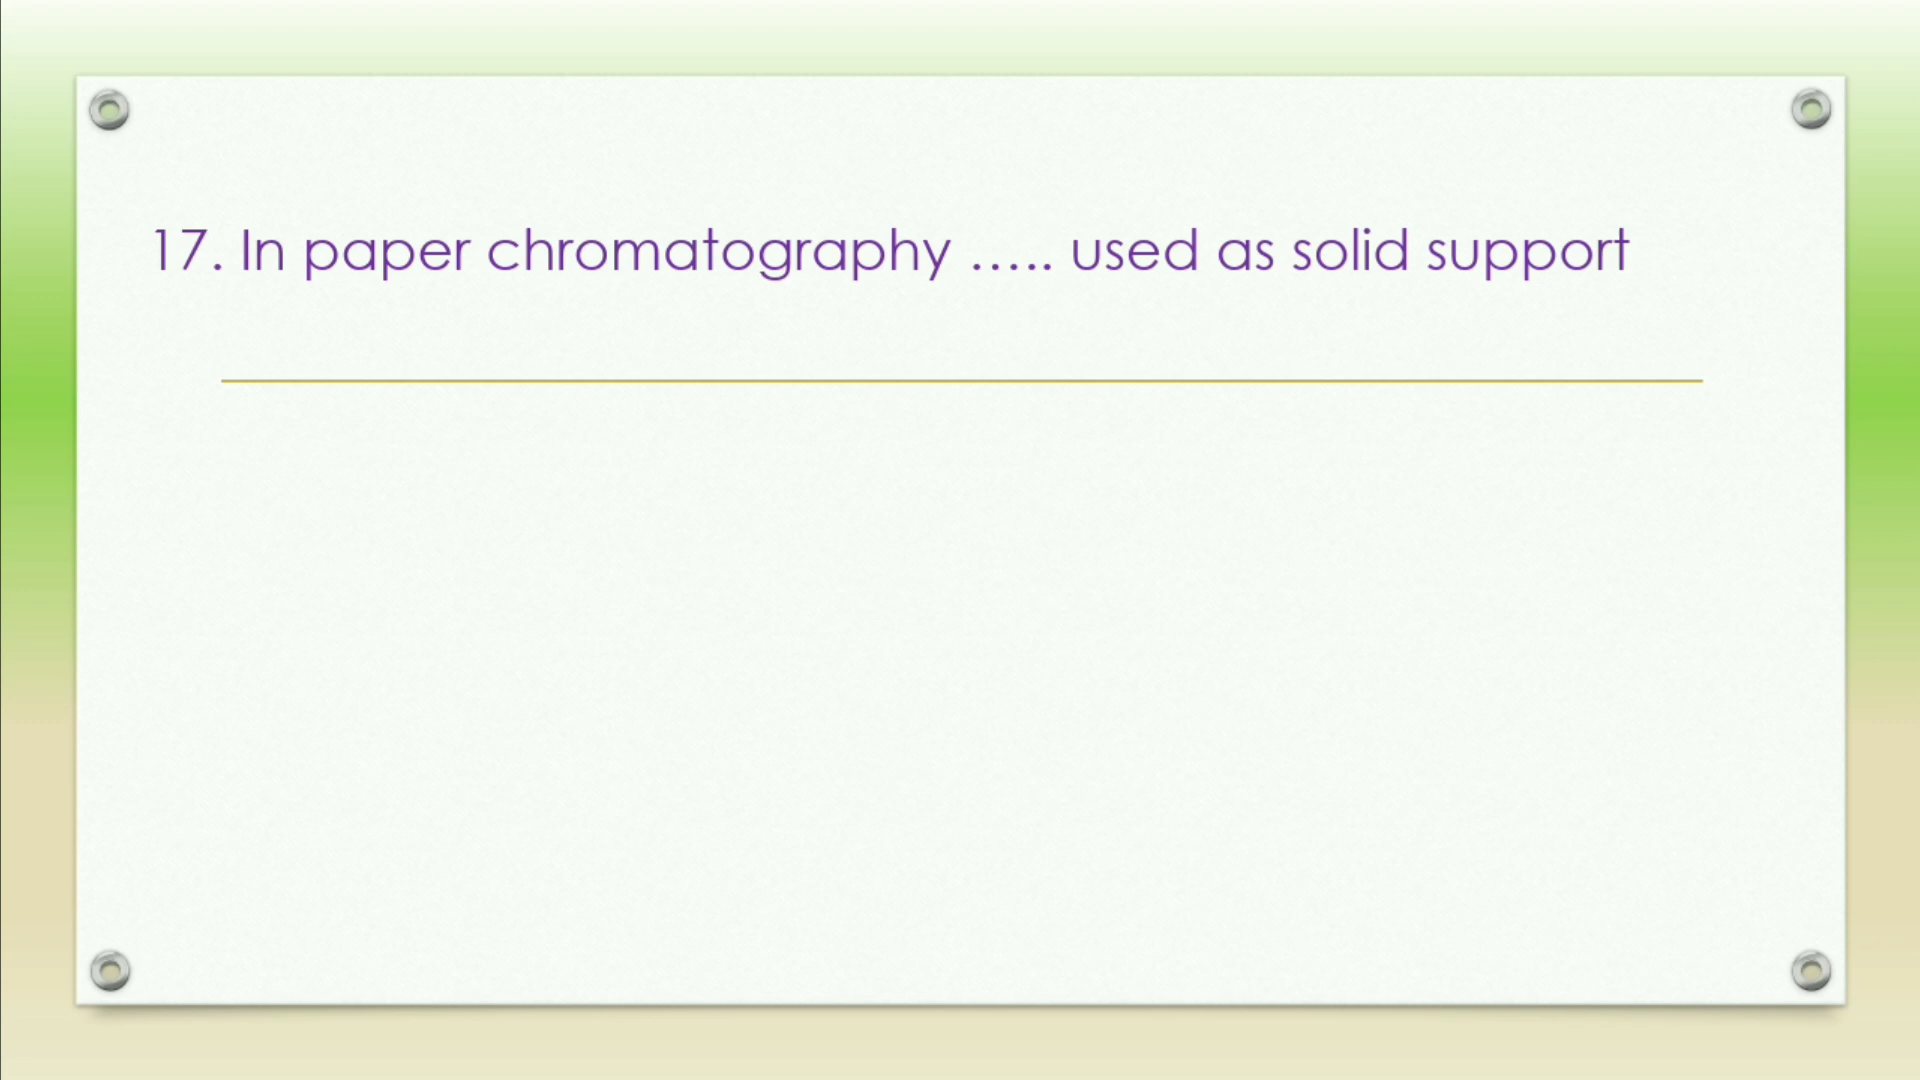 17. In paper chromatography ….. used as solid support